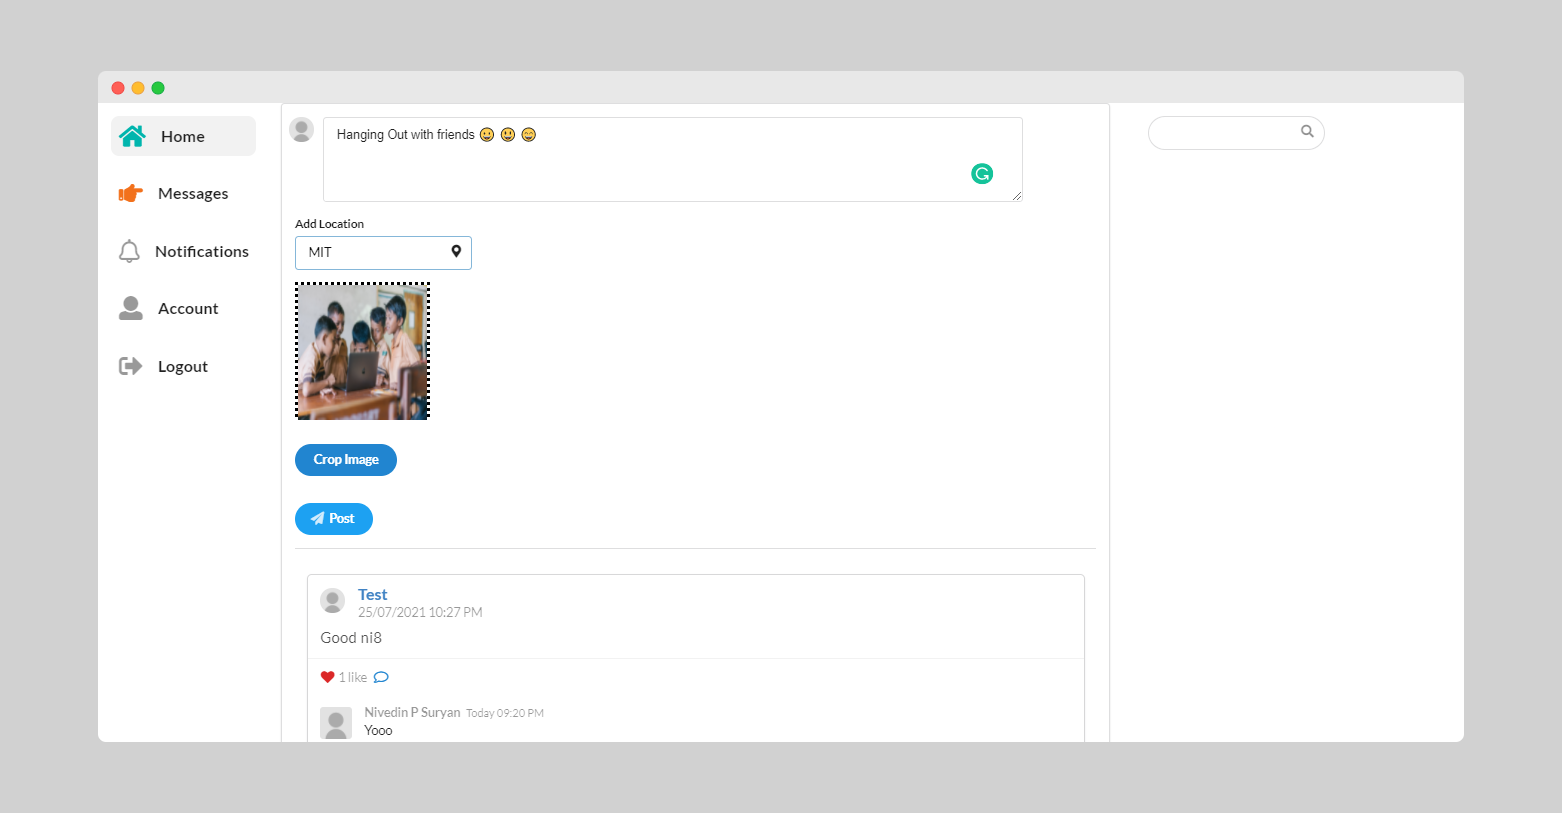 Home
Messages
Notifications
Account
Logout
Hanging Out with friends 😀 😃 😄
Add Location
MIT
Crop Image
Post
Test
25/07/2021 10:27 PM
Good ni8
1 like
Nivedin P Suryan Today 09:20 PM
Yooo